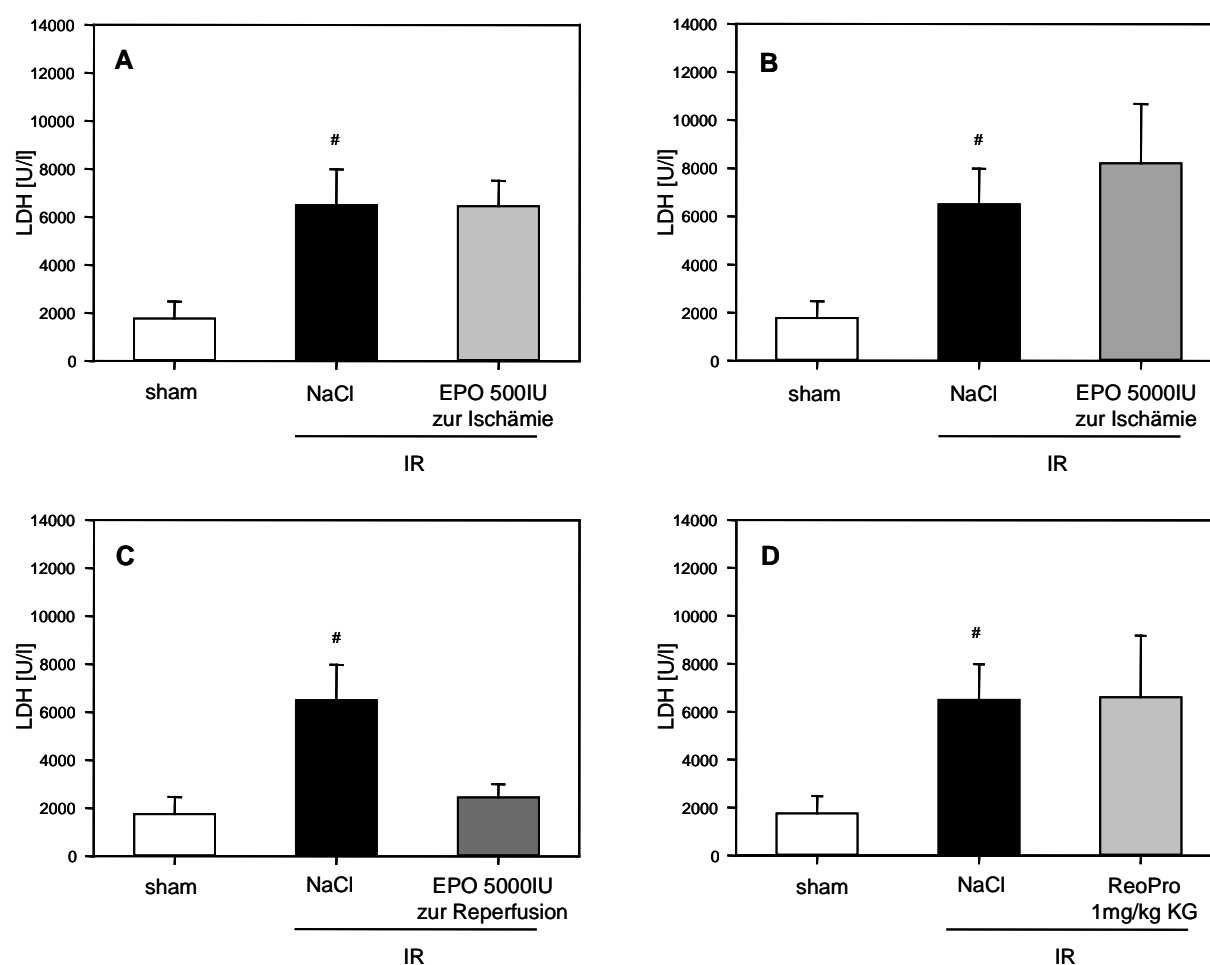 14000
12000
10000
8000
6000
4000
2000
0
LDH [U/l]
A
#
sham
NaCl
EPO 500IU
zur Ischämie
IR
14000
12000
10000
8000
6000
4000
2000
0
LDH [U/l]
B
#
sham
NaCl
EPO 5000IU
zur Ischämie
IR
14000
12000
10000
8000
6000
4000
2000
0
LDH [U/l]
C
#
sham
NaCl
EPO 5000IU
zur Reperfusion
IR
14000
12000
10000
8000
6000
4000
2000
0
LDH [U/l]
D
#
sham
NaCl
ReoPro
1mg/kg KG
IR